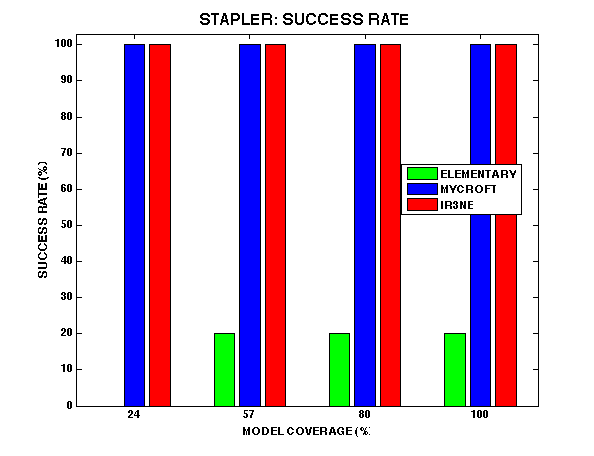 STAPLER: SUCCESS RATE
SUCCESS RATE (%)
100
90
80
70
60
50
40
30
20
10
0
ELEMENTARY
MYCROFT
IR3NE
24 57 80 100
MODEL COVERAGE (%